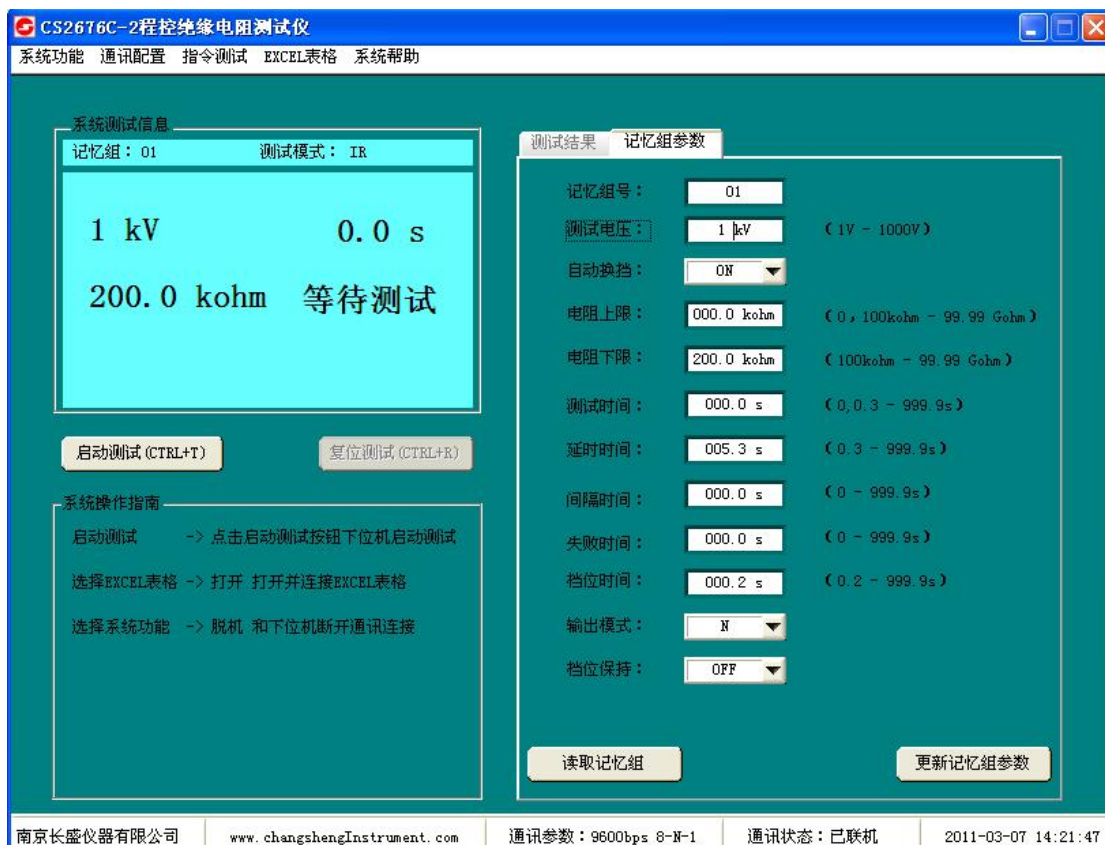 CS2676C-2程控绝缘电阻测试仪
系统功能 通讯配置 指令测试 EXCEL表格 系统帮助
系统测试信息
记忆组：01 测试模式：IR
1 kV 0.0 s
200.0 kohm 等待测试
启动测试(CTRL+T) 复位测试(CTRL+R)
系统操作指南
启动测试 -> 点击启动测试按钮下位机启动测试
选择EXCEL表格 -> 打开 打开并连接EXCEL表格
选择系统功能 -> 脱机 和下位机断开通讯连接
测试结果 记忆组参数
记忆组号： 01
测试电压： 1 kV (1V - 1000V)
自动换挡： ON
电阻上限： 000.0 kohm (0，100kohm - 99.99 Gohm)
电阻下限： 200.0 kohm (100kohm - 99.99 Gohm)
测试时间： 000.0 s (0,0.3 - 999.9s)
延时时间： 005.3 s (0.3 - 999.9s)
间隔时间： 000.0 s (0 - 999.9s)
失败时间： 000.0 s (0 - 999.9s)
档位时间： 000.2 s (0.2 - 999.9s)
输出模式： N
档位保持： OFF
读取记忆组 更新记忆组参数
南京长盛仪器有限公司 www.changshengInstrument.com 通讯参数：9600bps 8-N-1 通讯状态：已联机 2011-03-07 14:21:47